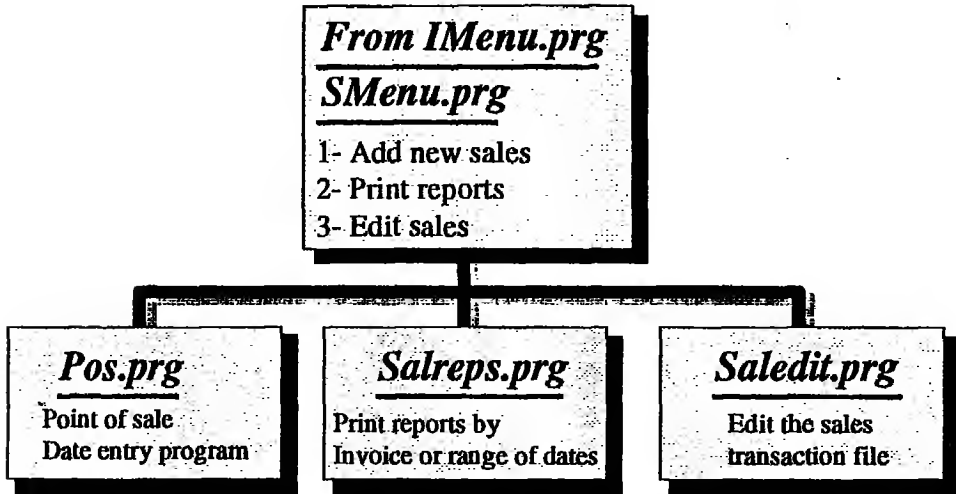 From IMenu.prg
SMenu.prg
1- Add new sales
2- Print reports
3- Edit sales
Pos.prg
Point of sale
Date entry program
Salreps.prg
Print reports by
Invoice or range of dates
Saledit.prg
Edit the sales
transaction file